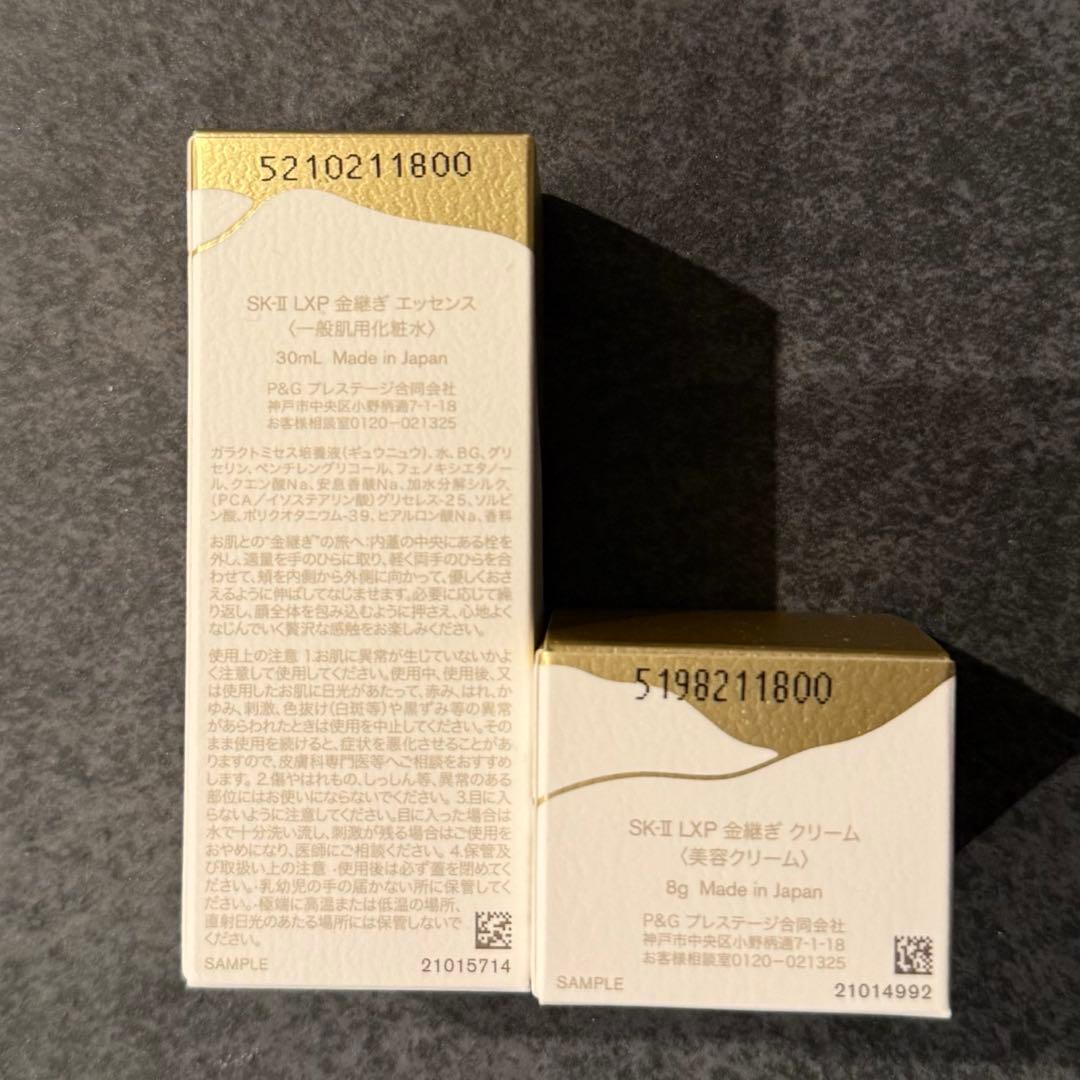 5210211800
SK-Ⅱ LXP 金継ぎ エッセンス
〈一般肌用化粧水〉
30mL Made in Japan
P&G プレステージ合同会社
神戸市中央区小野柄通7-1-18
お客様相談室0120-021325
ガラクトミセス培養液(ギュウニュウ)、水、BG、グリ
セリン、ペンチレングリコール、フェノキシエタノー
ル、クエン酸Na、安息香酸Na、加水分解シルク、
(PCA/イソステアリン酸)グリセレス-25、ソルビ
ン酸、ポリクオタニウム-39、ヒアルロン酸Na、香料
お肌との“金継ぎ”の旅へ:内蓋の中央にある栓を
外し、適量を手のひらに取り、軽く両手のひらを合
わせて、頬を内側から外側に向かって、優しくおさ
えるように伸ばしてなじませます。必要に応じて繰
り返し、顔全体を包み込むように押さえ、心地よく
なじんでいく贅沢な感触をお楽しみください。
使用上の注意 1.お肌に異常が生じていないかよ
く注意して使用してください。使用中、使用後、又
は使用したお肌に日光があたって、赤み、はれ、か
ゆみ、刺激、色抜け(白斑等)や黒ずみ等の異常
があらわれたときは使用を中止してください。その
まま使用を続けると、症状を悪化させることがあ
りますので、皮膚科専門医等へご相談をおすすめ
します。 2.傷やはれもの、しっしん等、異常のある
部位にはお使いにならないでください。 3.目に入
らないように注意してください。目に入った場合は
水で十分洗い流し、刺激が残る場合はご使用を
おやめになり、医師にご相談ください。 4.保管及
び取扱い上の注意 ・使用後は必ず蓋を閉めてく
ださい。・乳幼児の手の届かない所に保管してく
ださい。・極端に高温または低温の場所、
直射日光のあたる場所には保管しないで
ください。
SAMPLE
21015714
5198211800
SK-Ⅱ LXP 金継ぎ クリーム
〈美容クリーム〉
8g Made in Japan
P&G プレステージ合同会社
神戸市中央区小野柄通7-1-18
お客様相談室0120-021325
SAMPLE
21014992